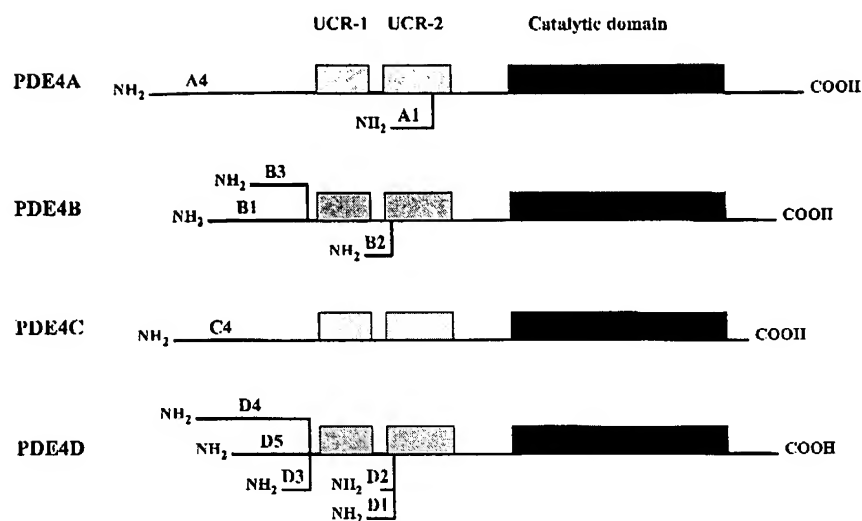 UCR-1 UCR-2 Catalytic domain
PDE4A NH2 A4 COOH
NH2 A1
NH2 B3
PDE4B NH2 B1 COOH
NH2 B2
PDE4C NH2 C4 COOH
NH2 D4
PDE4D NH2 D5 COOH
NH2 D3 NH2 D2
NH2 D1